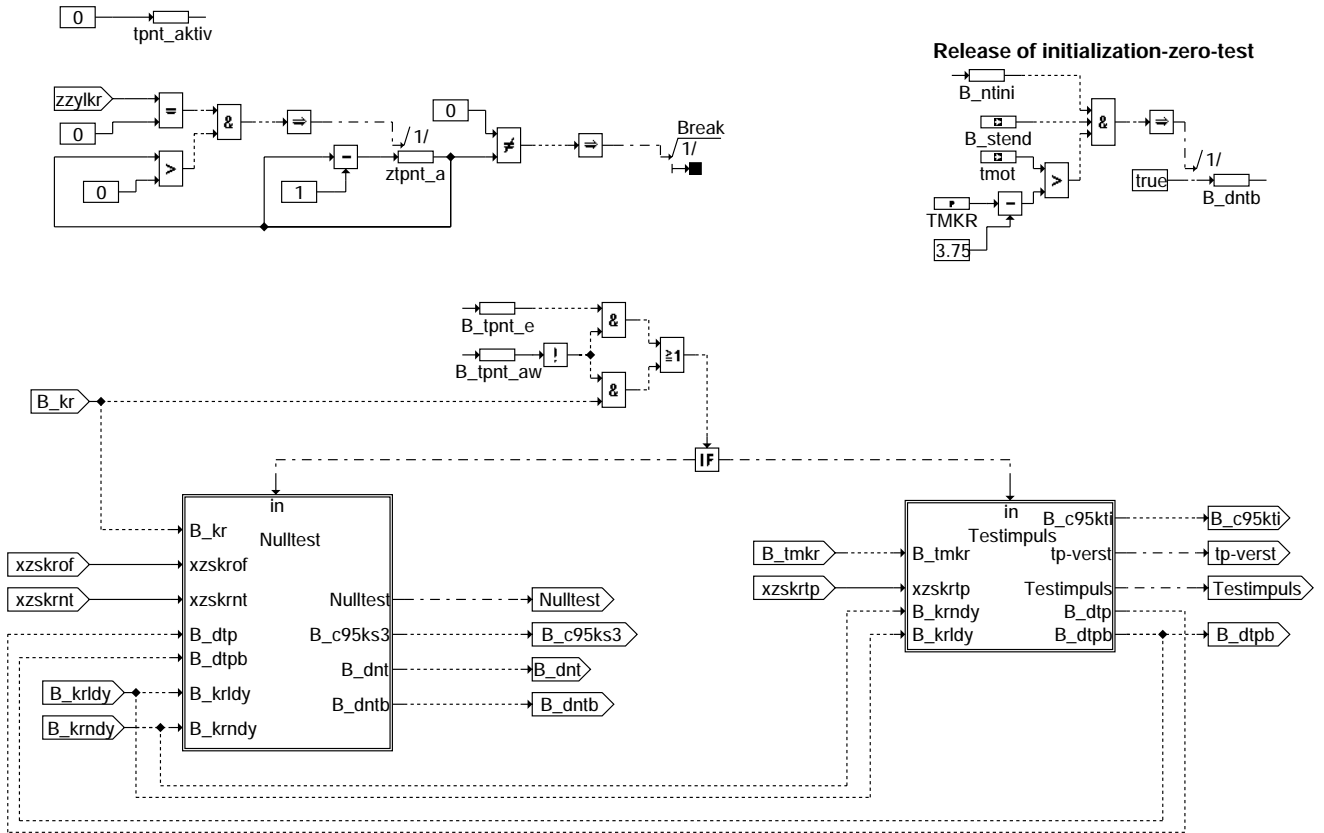 0
tpnt_aktiv
Release of initialization-zero-test
zzylkr
=
0
&
⇒
/1/
0
>
0
-
1
ztpnt_a
≠
⇒
Break
/1/
B_ntini
B_stend
tmot
TMKR
P
3.75
-
>
&
⇒
/1/
true
B_dntb
B_tpnt_e
&
B_tpnt_aw
!
≧1
&
B_kr
IF
in
Nulltest
B_kr
xzskrof
xzskrof
xzskrnt
xzskrnt
B_dtp
B_dtpb
B_krldy
B_krldy
B_krndy
B_krndy
Nulltest
Nulltest
B_c95ks3
B_c95ks3
B_dnt
B_dnt
B_dntb
B_dntb
in
Testimpuls
B_tmkr
B_tmkr
xzskrtp
xzskrtp
B_krndy
B_krldy
B_c95kti
B_c95kti
tp-verst
tp-verst
Testimpuls
Testimpuls
B_dtp
B_dtpb
B_dtpb